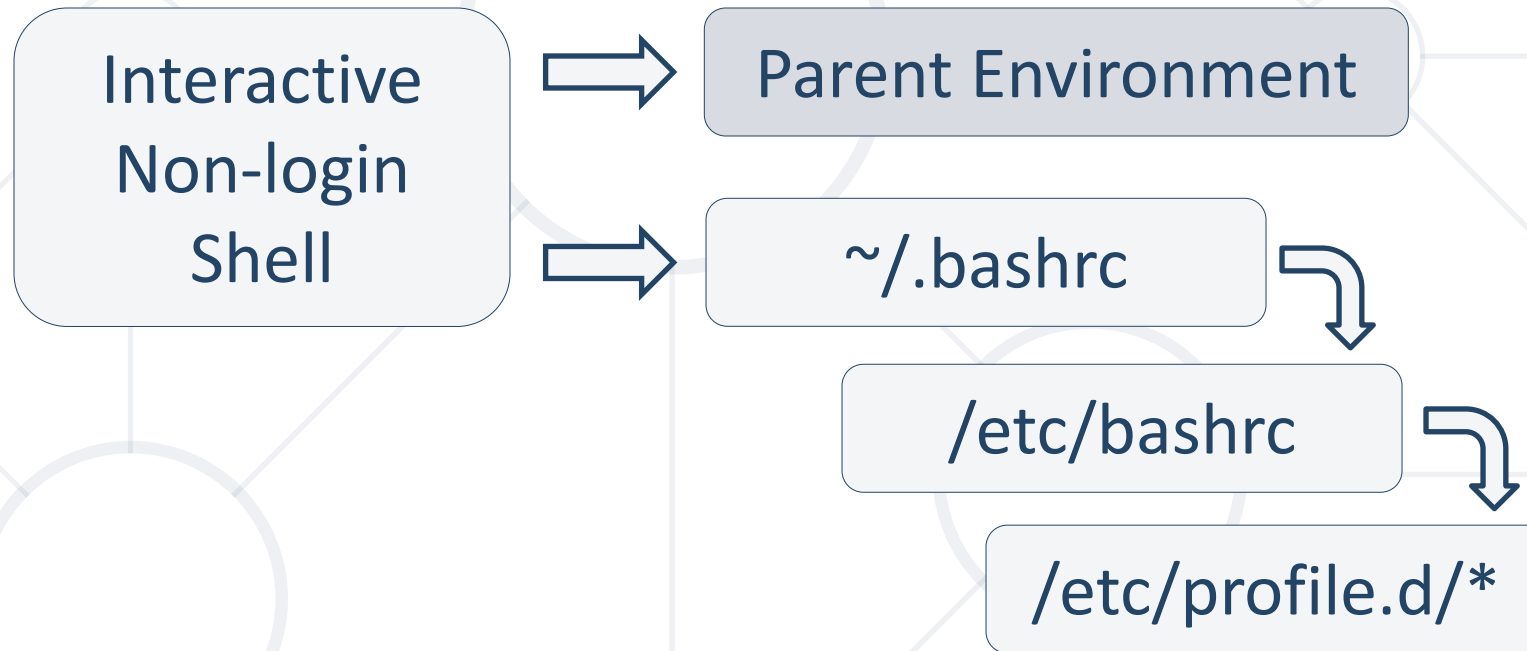 Interactive
Non-login
Shell
Parent Environment
~/.bashrc
/etc/bashrc
/etc/profile.d/*